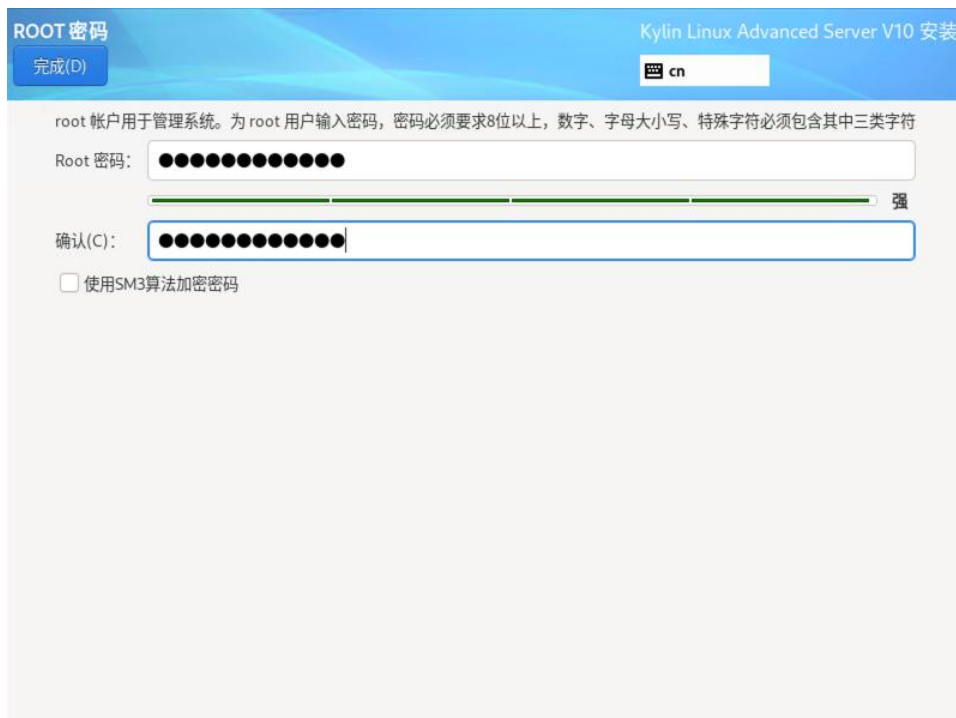 ROOT 密码
Kylin Linux Advanced Server V10 安装
完成(D)
cn
root 帐户用于管理系统。为 root 用户输入密码，密码必须要求8位以上，数字、字母大小写、特殊字符必须包含其中三类字符
Root 密码：
●●●●●●●●●●●●
强
确认(C)：
●●●●●●●●●●●●
使用SM3算法加密密码